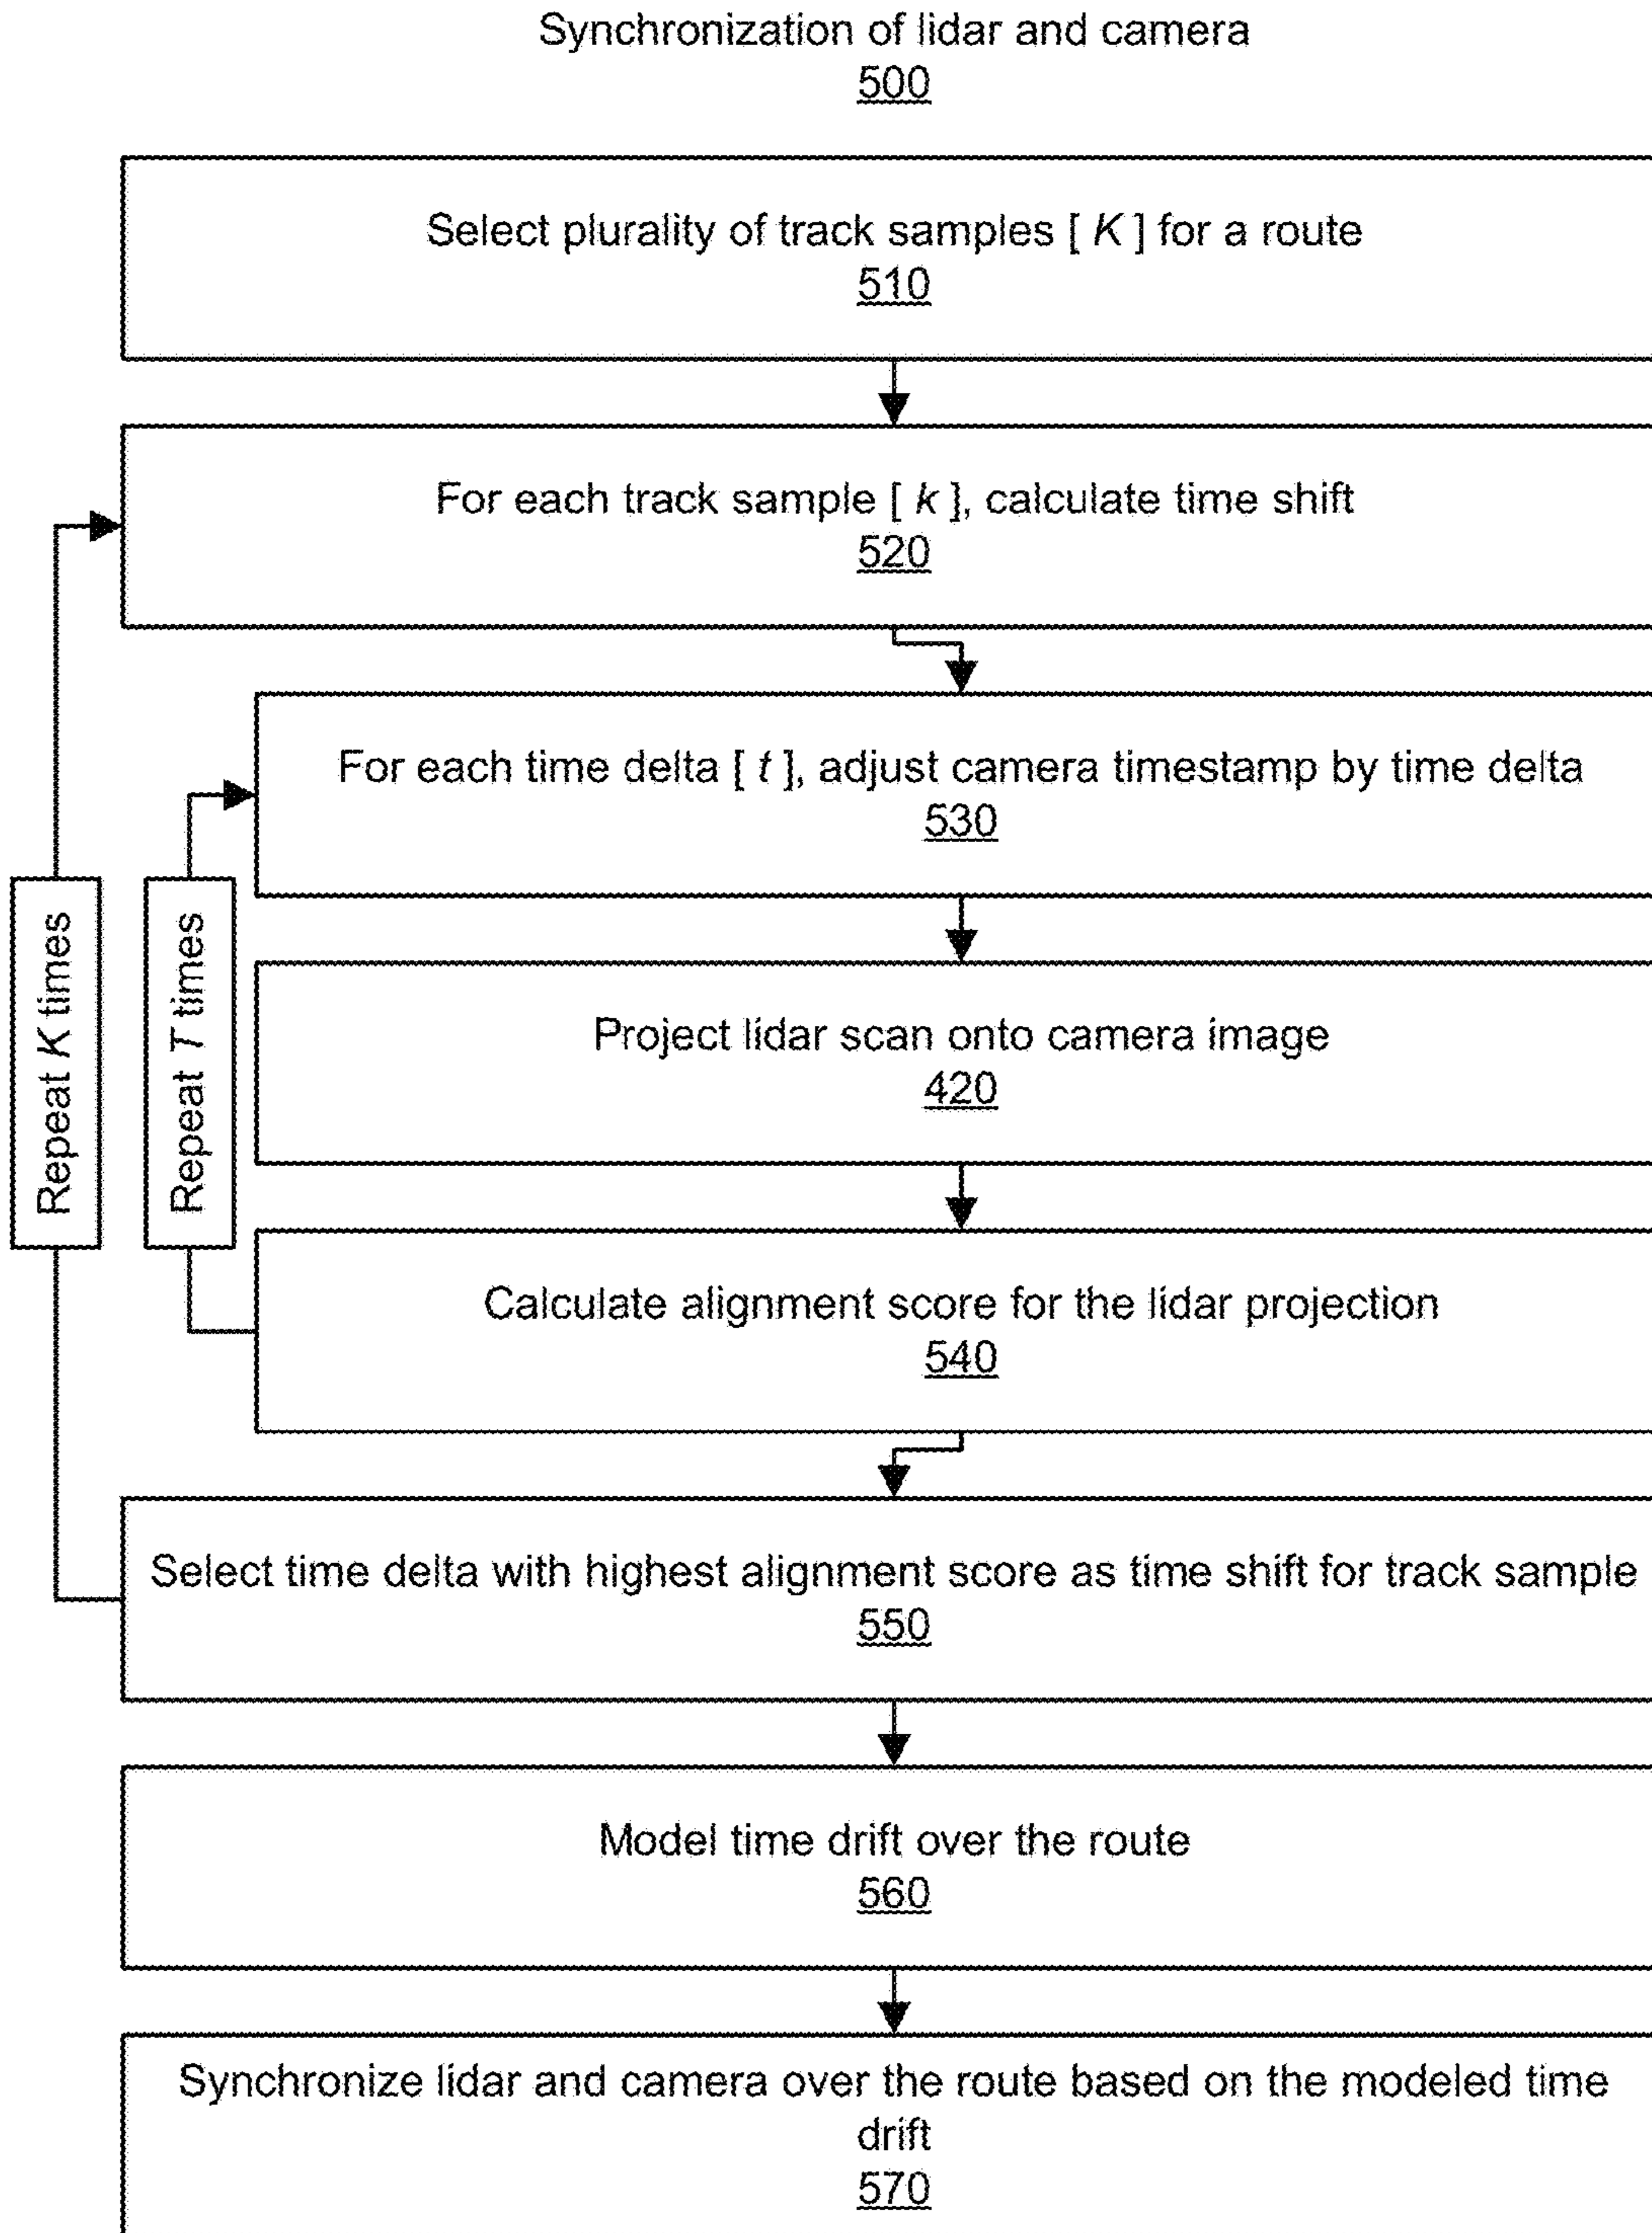 Synchronization of lidar and camera
500
Select plurality of track samples [ K ] for a route
510
For each track sample [ k ], calculate time shift
520
For each time delta [ t ], adjust camera timestamp by time delta
530
Repeat K times
Repeat T times
Project lidar scan onto camera image
420
Calculate alignment score for the lidar projection
540
Select time delta with highest alignment score as time shift for track sample
550
Model time drift over the route
560
Synchronize lidar and camera over the route based on the modeled time
drift
570